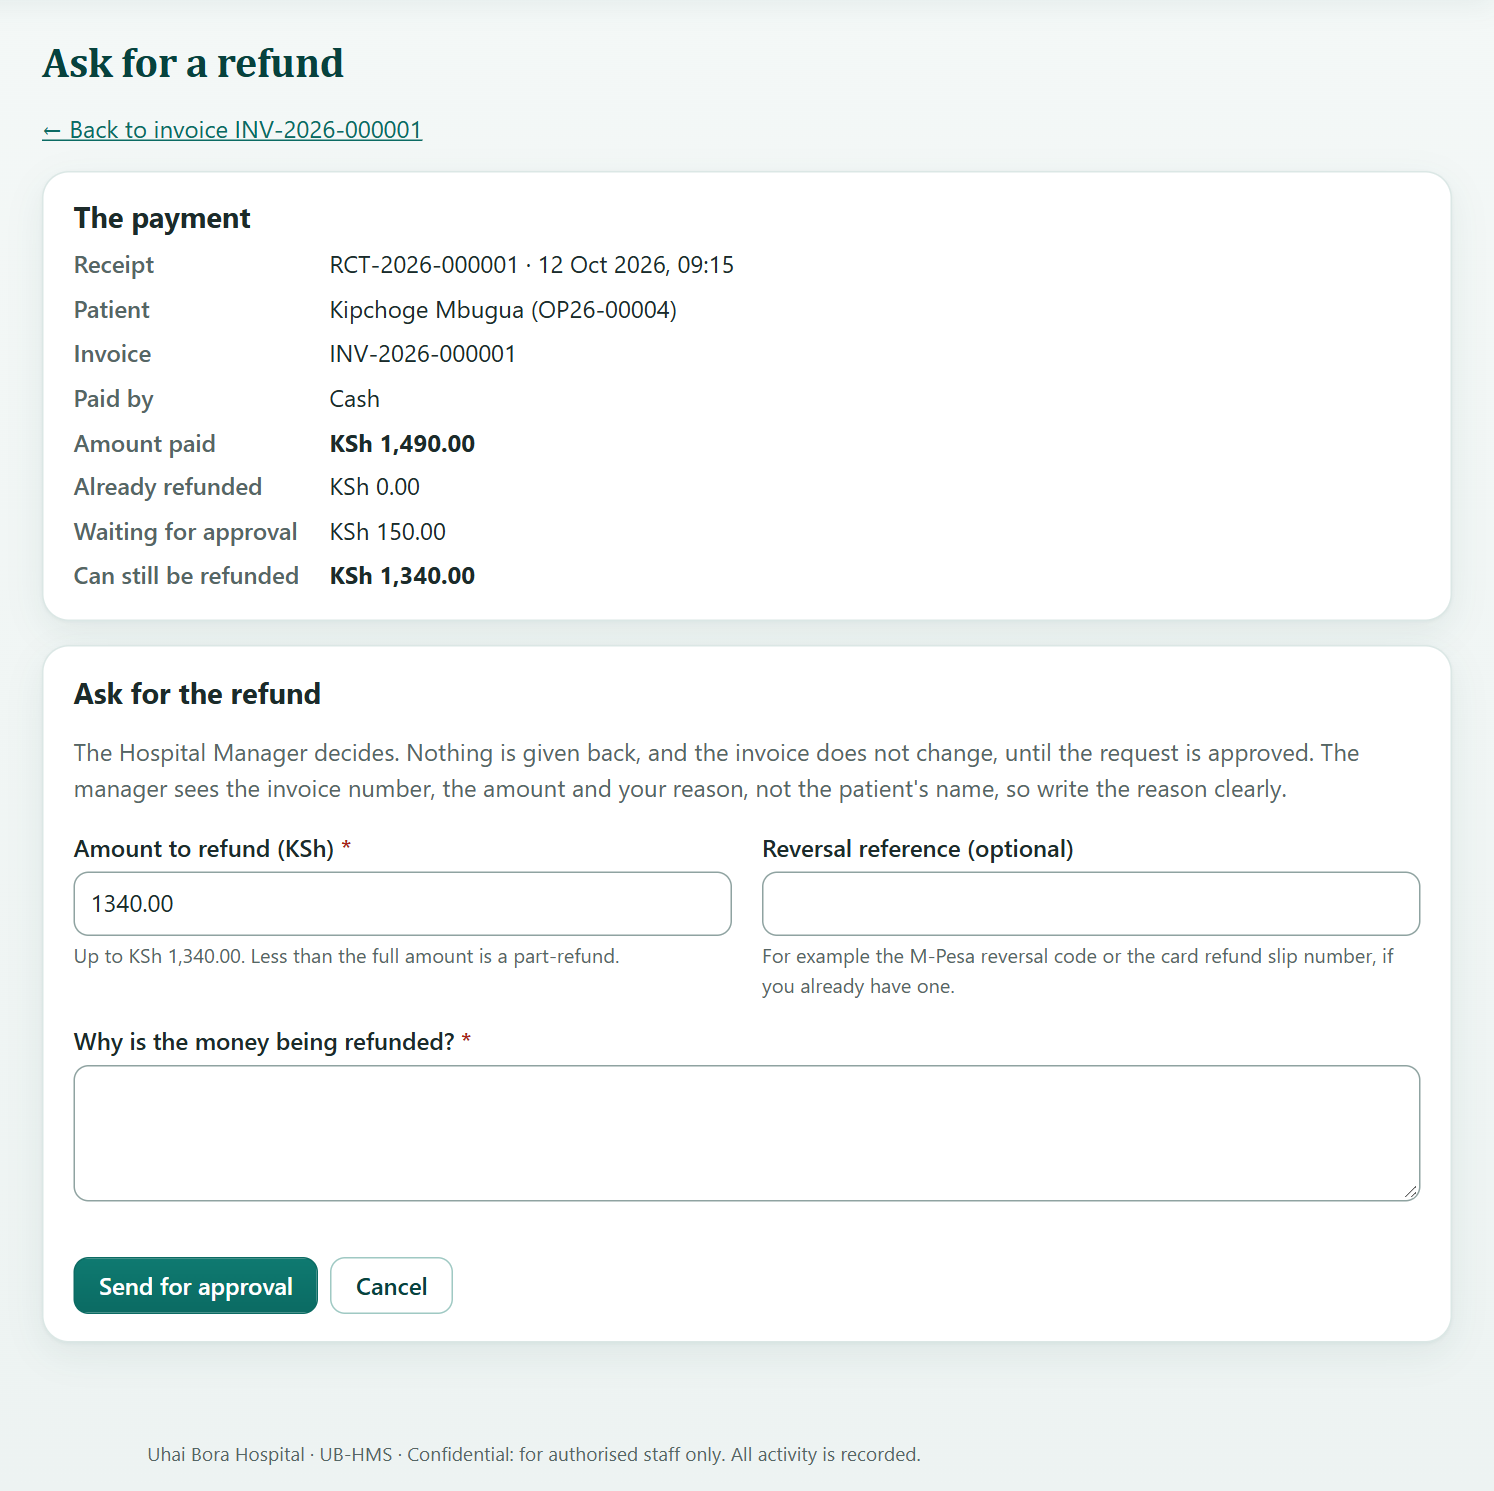 Ask for a refund
← Back to invoice INV-2026-000001
The payment
Receipt RCT-2026-000001 · 12 Oct 2026, 09:15
Patient Kipchoge Mbugua (OP26-00004)
Invoice INV-2026-000001
Paid by Cash
Amount paid KSh 1,490.00
Already refunded KSh 0.00
Waiting for approval KSh 150.00
Can still be refunded KSh 1,340.00
Ask for the refund
The Hospital Manager decides. Nothing is given back, and the invoice does not change, until the request is approved. The
manager sees the invoice number, the amount and your reason, not the patient's name, so write the reason clearly.
Amount to refund (KSh) *
1340.00
Up to KSh 1,340.00. Less than the full amount is a part-refund.
Reversal reference (optional)
For example the M-Pesa reversal code or the card refund slip number, if
you already have one.
Why is the money being refunded? *
Send for approval Cancel
Uhai Bora Hospital · UB-HMS · Confidential: for authorised staff only. All activity is recorded.